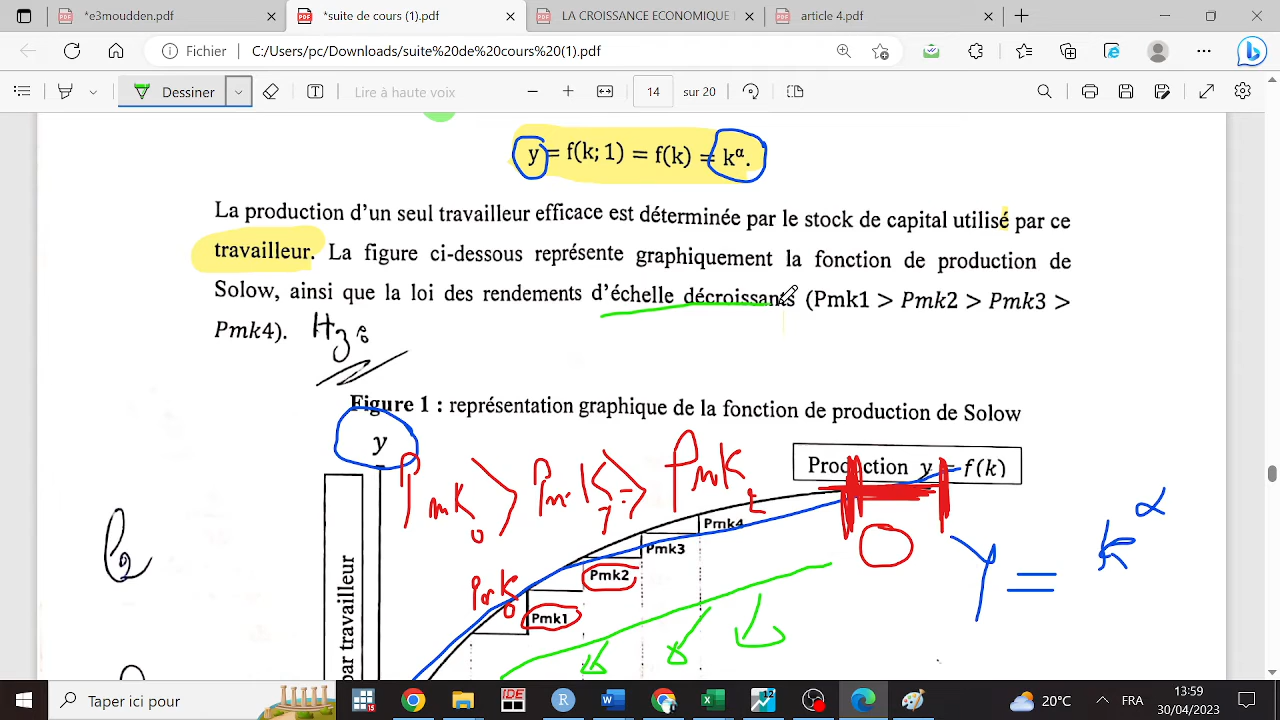 *e3mouden.pdf
*suite de cours (1).pdf
LA CROISSANCE ECONOMIQUE
article 4.pdf
Fichier
C:/Users/pc/Downloads/suite%20de%20cours%20(1).pdf
Dessiner
Lire à haute voix
14
sur 20
y = f(k; 1) = f(k) = kα.
La production d'un seul travailleur efficace est déterminée par le stock de capital utilisé par ce
travailleur. La figure ci-dessous représente graphiquement la fonction de production de
Solow, ainsi que la loi des rendements d'échelle décroissants (Pmk1 > Pmk2 > Pmk3 >
Pmk4).
Figure 1 : représentation graphique de la fonction de production de Solow
y
Production y = f(k)
Pmk0 >
Pmk4
Pmk3
Pmk2
Pmk0
Pmk1
Y = kα
par travailleur
Taper ici pour rechercher
20°C
FRA
13:59
30/04/2023